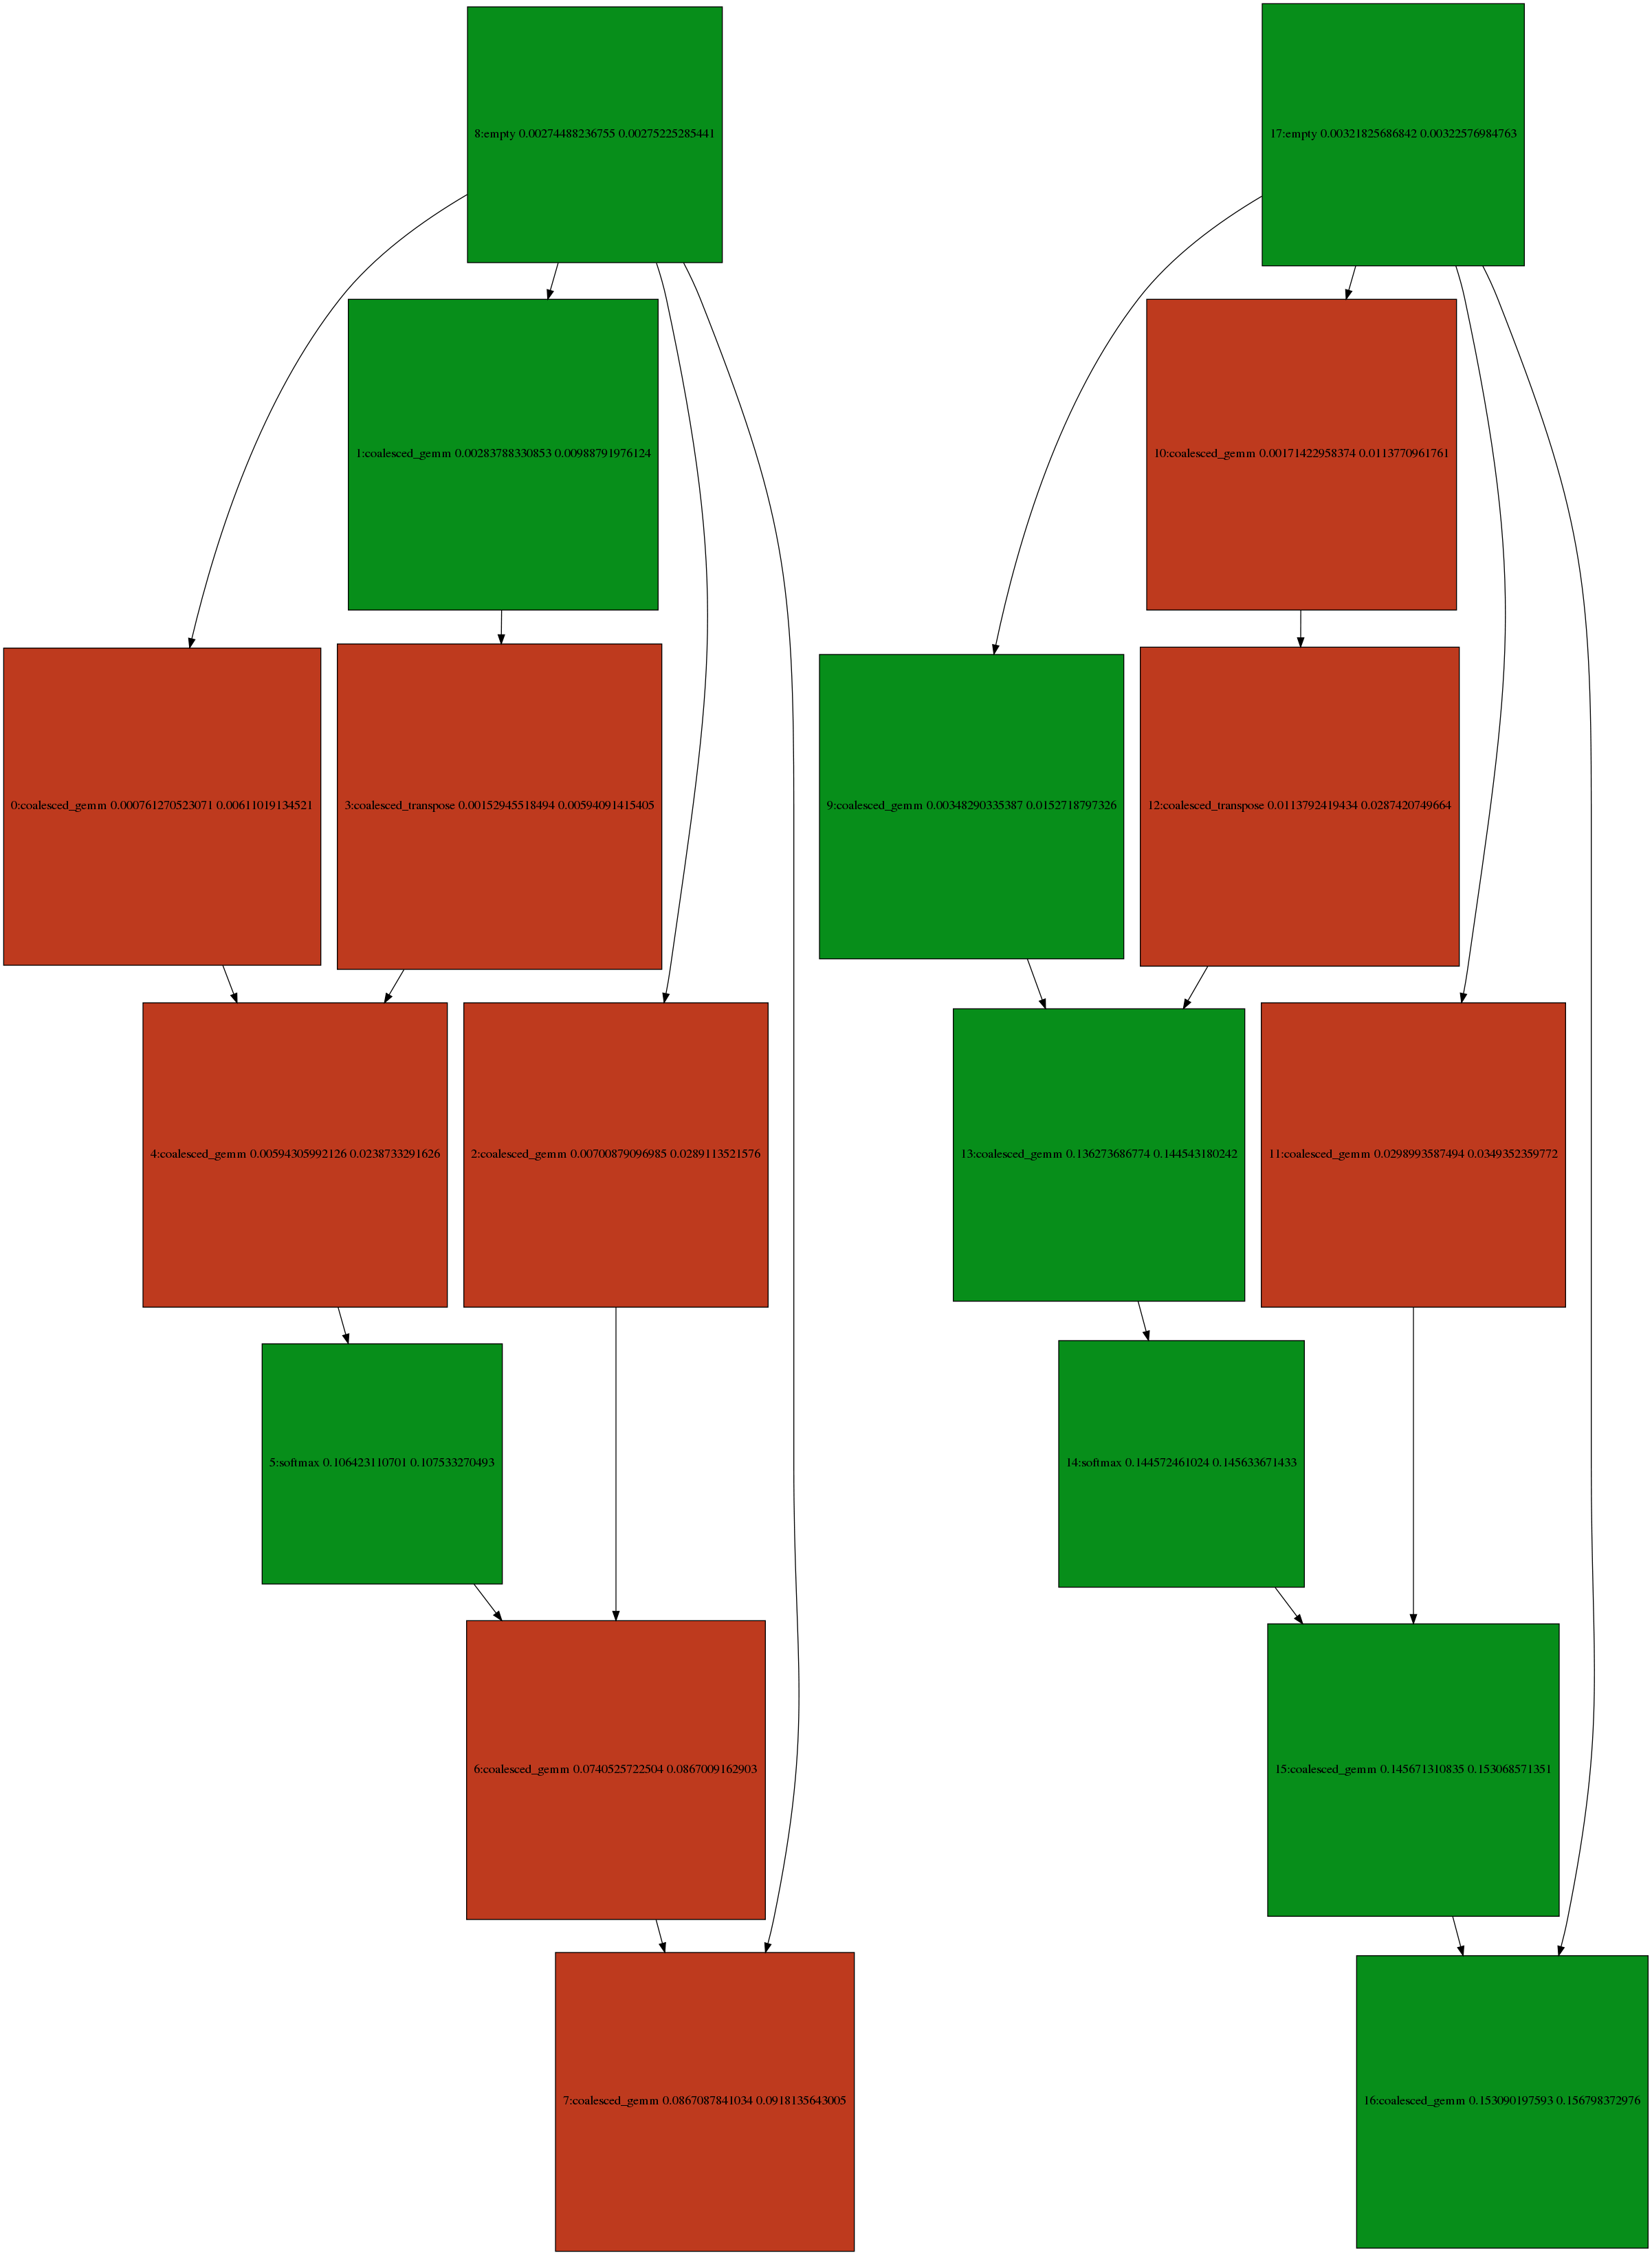 8:empty 0.00274488236755 0.00275225285441
17:empty 0.00321825686842 0.00322576984763
1:coalesced_gemm 0.00283788330853 0.00988791976124
10:coalesced_gemm 0.00171422958374 0.0113770961761
0:coalesced_gemm 0.000761270523071 0.00611019134521
3:coalesced_transpose 0.00152945518494 0.00594091415405
9:coalesced_gemm 0.00348290335387 0.0152718797326
12:coalesced_transpose 0.0113792419434 0.0287420749664
4:coalesced_gemm 0.00594305992126 0.0238733291626
2:coalesced_gemm 0.00700879096985 0.0289113521576
13:coalesced_gemm 0.136273686774 0.144543180242
11:coalesced_gemm 0.0298993587494 0.0349352359772
5:softmax 0.106423110701 0.107533270493
14:softmax 0.144572461024 0.145633671433
6:coalesced_gemm 0.0740525722504 0.0867009162903
15:coalesced_gemm 0.145671310835 0.153068571351
7:coalesced_gemm 0.0867087841034 0.0918135643005
16:coalesced_gemm 0.153090197593 0.156798372976